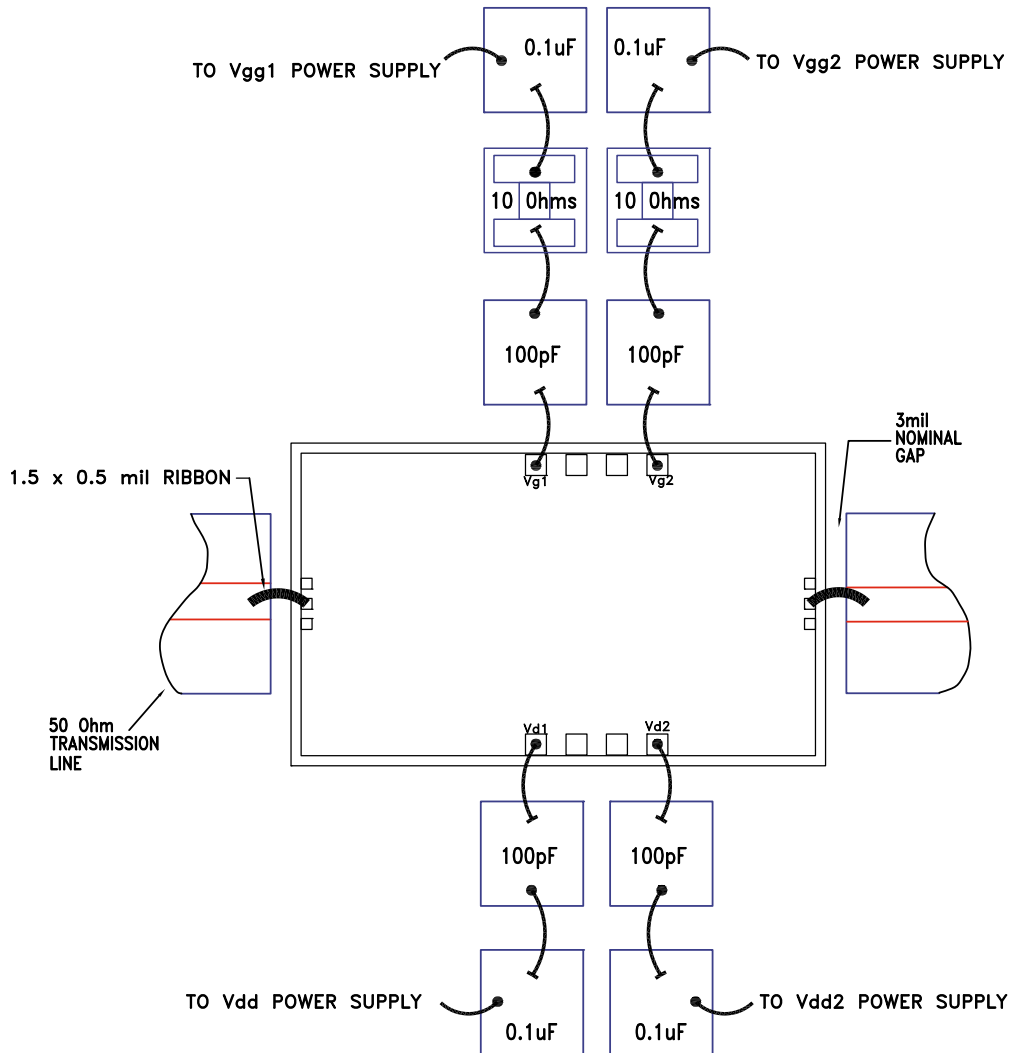 0.1uF
0.1uF
TO Vgg1 POWER SUPPLY
TO Vgg2 POWER SUPPLY
10 Ohms
10 Ohms
100pF
100pF
3mil
NOMINAL
GAP
1.5 x 0.5 mil RIBBON
Vg1
Vg2
50 Ohm
TRANSMISSION
LINE
Vd1
Vd2
100pF
100pF
TO Vdd POWER SUPPLY
TO Vdd2 POWER SUPPLY
0.1uF
0.1uF